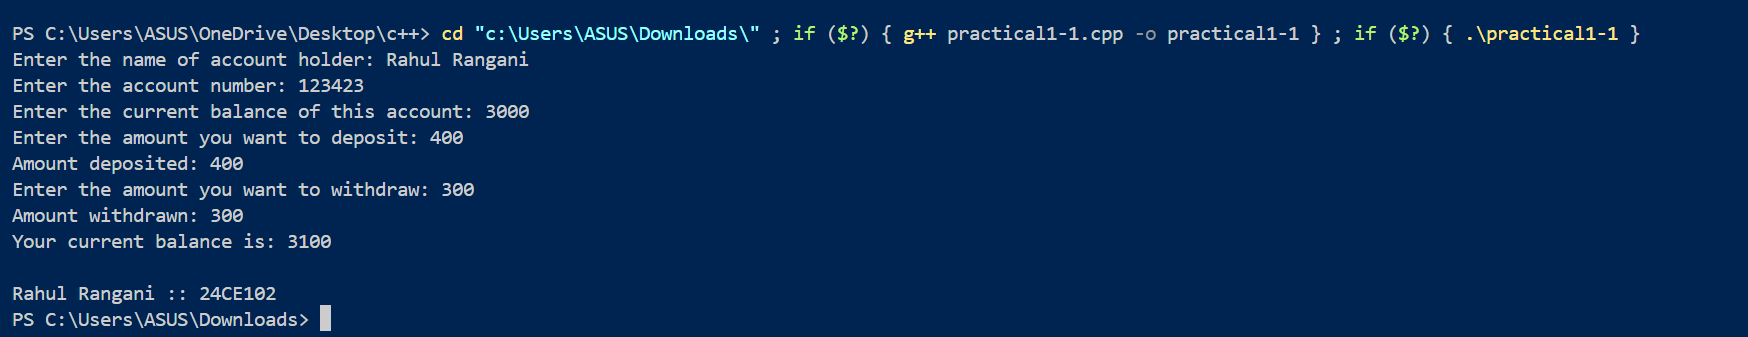 PS C:\Users\ASUS\OneDrive\Desktop\c++> cd "c:\Users\ASUS\Downloads\" ; if ($?) { g++ practical1-1.cpp -o practical1-1 } ; if ($?) { .\practical1-1 }
Enter the name of account holder: Rahul Rangani
Enter the account number: 123423
Enter the current balance of this account: 3000
Enter the amount you want to deposit: 400
Amount deposited: 400
Enter the amount you want to withdraw: 300
Amount withdrawn: 300
Your current balance is: 3100

Rahul Rangani :: 24CE102
PS C:\Users\ASUS\Downloads>